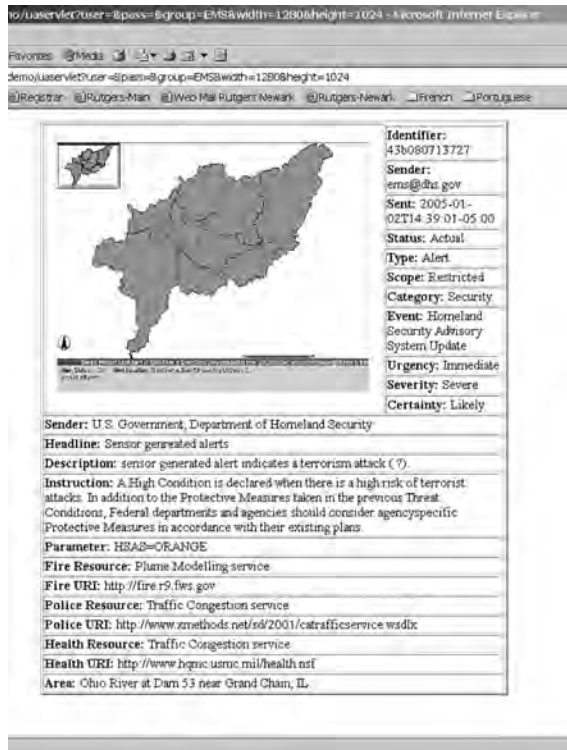 no/uaservlet?user=&pass=&group=EMS&width=1280&height=1024 - Microsoft Internet Explorer
Favorites Media
demo/uaservlet?user=&pass=&group=EMS&width=1280&height=1024
Registrar Rutgers-Main Web Mail Rutgers Newark Rutgers-Newark French Portuguese
Identifier:
43b080713727
Sender:
ems@dhs.gov
Sent: 2005-01-
02T14 39 01-05 00
Status: Actual
Type: Alert
Scope: Restricted
Category: Security
Event: Homeland
Security Advisory
System Update
Urgency: Immediate
Severity: Severe
Certainty: Likely
Sender: U.S. Government, Department of Homeland Security
Headline: Sensor genreated alerts
Description: sensor generated alert indicates a terrorism attack ( ?).
Instruction: A High Condition is declared when there is a high risk of terrorist
attacks. In addition to the Protective Measures taken in the previous Threat
Conditions, Federal departments and agencies should consider agencyspecific
Protective Measures in accordance with their existing plans.
Parameter: HSAS=ORANGE
Fire Resource: Plume Modelling service
Fire URI: http://fire.r9.fws.gov
Police Resource: Traffic Congestion service
Police URI: http://www.xmethods.net/sd/2001/catrafficservice.wsdlx
Health Resource: Traffic Congestion service
Health URI: http://www.hqmc.usmc.mil/health.nsf
Area: Ohio River at Dam 53 near Grand Chain, IL